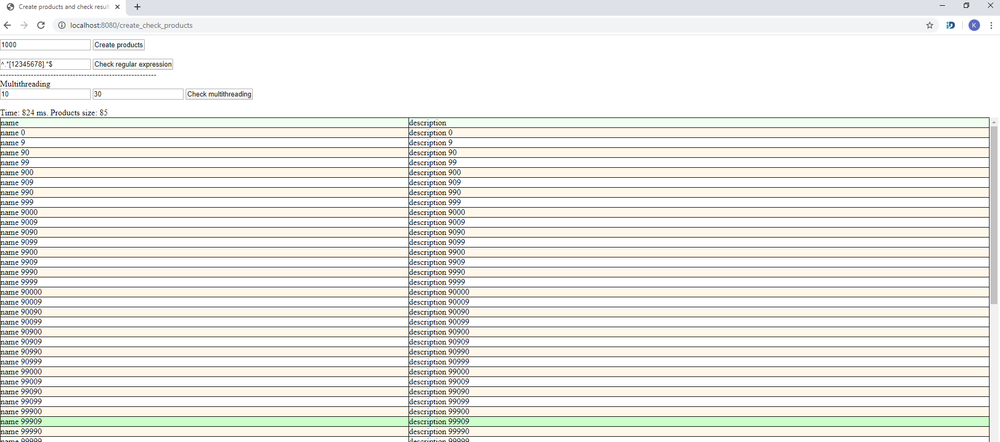 Create products and check result
localhost:8080/create_check_products
K
1000 Create products
^.*[12345678].*$ Check regular expression
--------------------------------------------------------
Multithreading
10 30 Check multithreading
Time: 824 ms. Products size: 85
name description
name 0 description 0
name 9 description 9
name 90 description 90
name 99 description 99
name 900 description 900
name 909 description 909
name 990 description 990
name 999 description 999
name 9000 description 9000
name 9009 description 9009
name 9090 description 9090
name 9099 description 9099
name 9900 description 9900
name 9909 description 9909
name 9990 description 9990
name 9999 description 9999
name 90000 description 90000
name 90009 description 90009
name 90090 description 90090
name 90099 description 90099
name 90900 description 90900
name 90909 description 90909
name 90990 description 90990
name 90999 description 90999
name 99000 description 99000
name 99009 description 99009
name 99090 description 99090
name 99099 description 99099
name 99900 description 99900
name 99909 description 99909
name 99990 description 99990
name 99999 description 99999